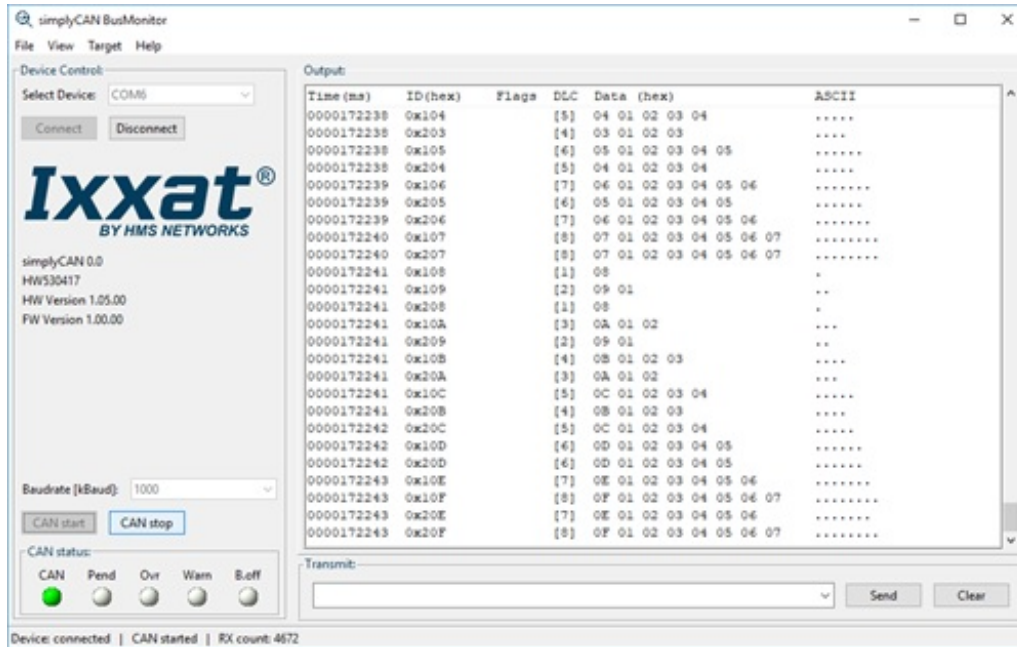 simplyCAN BusMonitor
File View Target Help
Device Control:
Select Device: COM6
Connect Disconnect
Ixxat®
BY HMS NETWORKS
simplyCAN 0.0
HW530417
HW Version 1.05.00
FW Version 1.00.00
Baudrate [kBaud]: 1000
CAN start CAN stop
CAN status:
CAN Pend Ovr Warn B.off
Output:
Time(ms) ID(hex) Flags DLC Data (hex) ASCII
0000172238 0x104 [5] 04 01 02 03 04 .....
0000172238 0x203 [4] 03 01 02 03 ....
0000172238 0x105 [6] 05 01 02 03 04 05 ......
0000172238 0x204 [5] 04 01 02 03 04 .....
0000172239 0x106 [7] 06 01 02 03 04 05 06 .......
0000172239 0x205 [6] 05 01 02 03 04 05 ......
0000172239 0x206 [7] 06 01 02 03 04 05 06 .......
0000172240 0x107 [8] 07 01 02 03 04 05 06 07 ........
0000172240 0x207 [8] 07 01 02 03 04 05 06 07 ........
0000172241 0x108 [1] 08 .
0000172241 0x109 [2] 09 01 ..
0000172241 0x208 [1] 08 .
0000172241 0x10A [3] 0A 01 02 ...
0000172241 0x209 [2] 09 01 ..
0000172241 0x10B [4] 0B 01 02 03 ....
0000172241 0x20A [3] 0A 01 02 ...
0000172241 0x10C [5] 0C 01 02 03 04 .....
0000172241 0x20B [4] 0B 01 02 03 ....
0000172242 0x20C [5] 0C 01 02 03 04 .....
0000172242 0x10D [6] 0D 01 02 03 04 05 ......
0000172242 0x20D [6] 0D 01 02 03 04 05 ......
0000172243 0x10E [7] 0E 01 02 03 04 05 06 .......
0000172243 0x10F [8] 0F 01 02 03 04 05 06 07 ........
0000172243 0x20E [7] 0E 01 02 03 04 05 06 .......
0000172243 0x20F [8] 0F 01 02 03 04 05 06 07 ........
Transmit:
Send Clear
Device: connected | CAN started | RX count: 4672